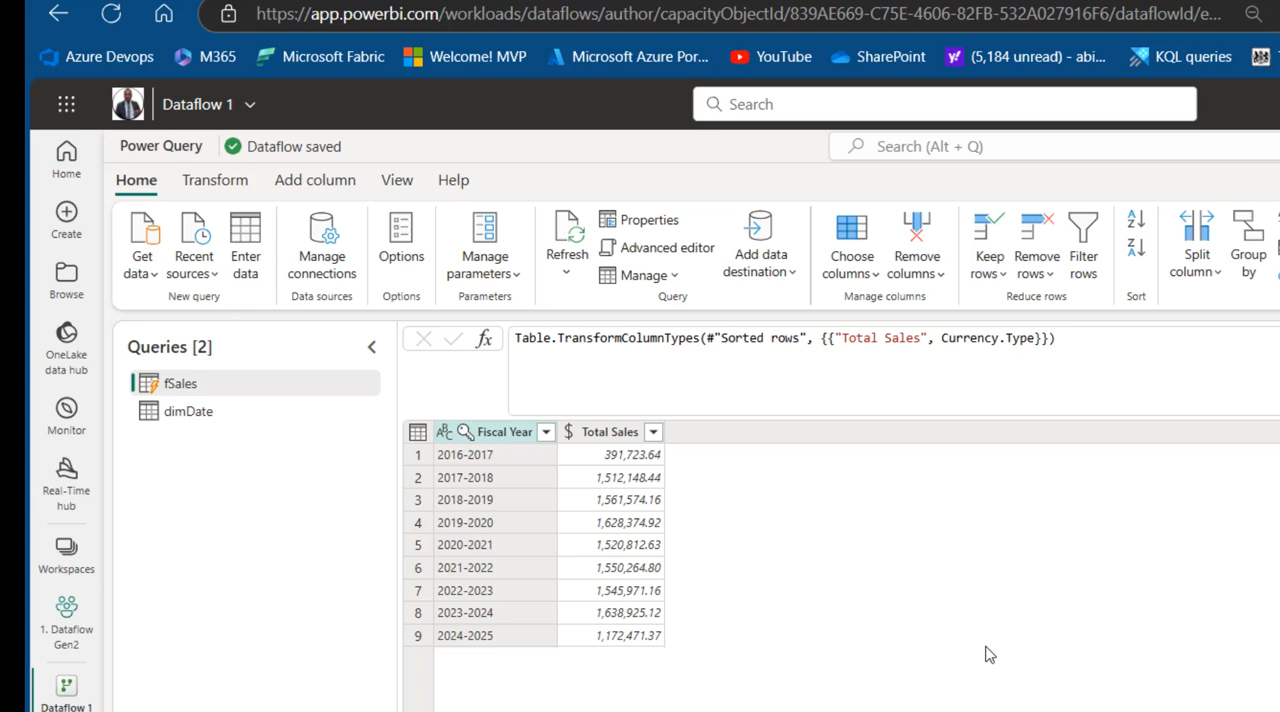 https://app.powerbi.com/workloads/dataflows/author/capacityObjectId/839AE669-C75E-4606-82FB-532A027916F6/dataflowId/e...
Azure Devops M365 Microsoft Fabric Welcome! MVP Microsoft Azure Por... YouTube SharePoint (5,184 unread) - abi... KQL queries
Dataflow 1 Search
Power Query Dataflow saved Search (Alt + Q)
Home Transform Add column View Help
Get data Recent sources Enter data
New query
Manage connections
Data sources
Options
Options
Manage parameters
Parameters
Refresh Properties Advanced editor Manage Add data destination
Query
Choose columns Remove columns
Manage columns
Keep rows Remove rows Filter rows
Reduce rows
A Z
Z A
Sort
Split column Group by
Home
Create
Browse
OneLake data hub
Monitor
Real-Time hub
Workspaces
1. Dataflow Gen2
Dataflow 1
Queries [2]
fSales
dimDate
fx Table.TransformColumnTypes(#"Sorted rows", {{"Total Sales", Currency.Type}})
ABC Fiscal Year $ Total Sales
1 2016-2017 391,723.64
2 2017-2018 1,512,148.44
3 2018-2019 1,561,574.16
4 2019-2020 1,628,374.92
5 2020-2021 1,520,812.63
6 2021-2022 1,550,264.80
7 2022-2023 1,545,971.16
8 2023-2024 1,638,925.12
9 2024-2025 1,172,471.37